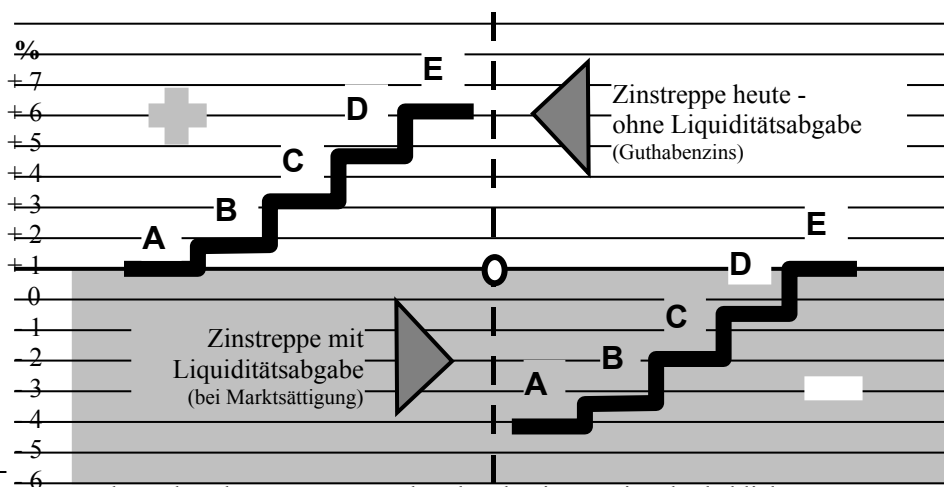 %
+ 7
+ 6
+ 5
+ 4
+ 3
+ 2
+ 1
0
- 1
- 2
- 3
- 4
- 5
- 6
A
B
C
D
E
Zinstreppe heute -
ohne Liquiditätsabgabe
(Guthabenzins)
Zinstreppe mit
Liquiditätsabgabe
(bei Marktsättigung)
A
B
C
D
E